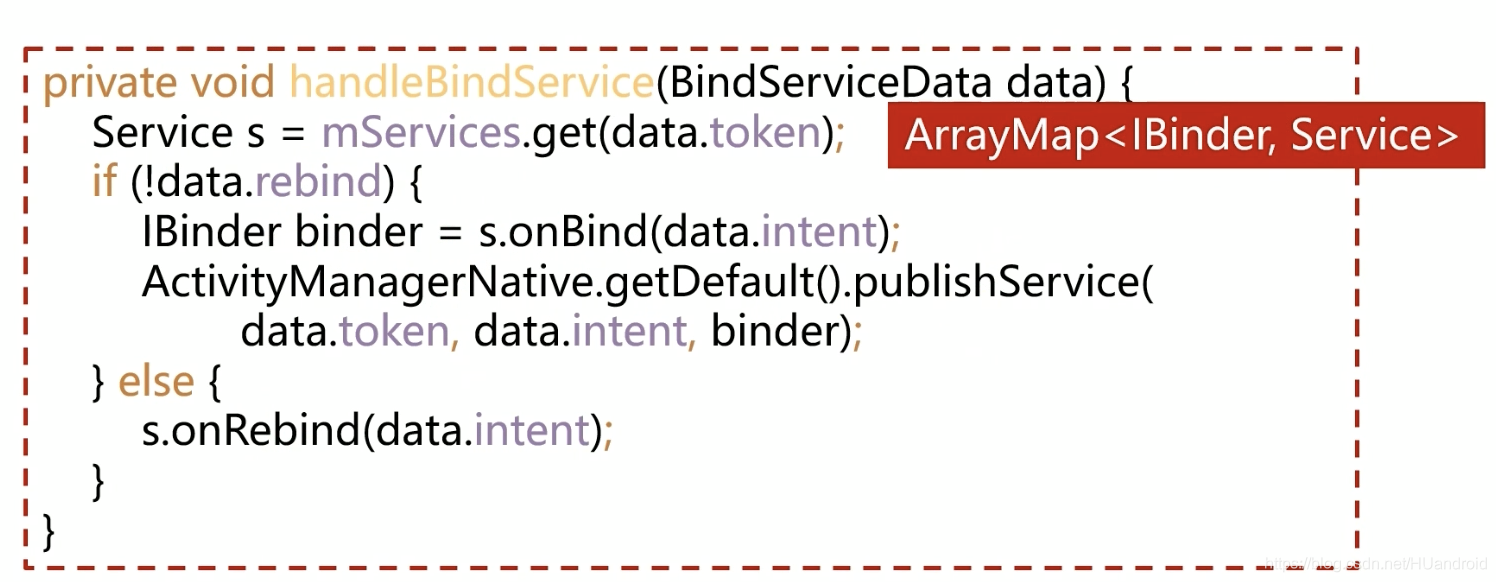 private void handleBindService(BindServiceData data) {
Service s = mServices.get(data.token);
ArrayMap<IBinder, Service>
if (!data.rebind) {
IBinder binder = s.onBind(data.intent);
ActivityManagerNative.getDefault().publishService(
data.token, data.intent, binder);
} else {
s.onRebind(data.intent);
}
}
https://blog.csdn.net/HUandroid